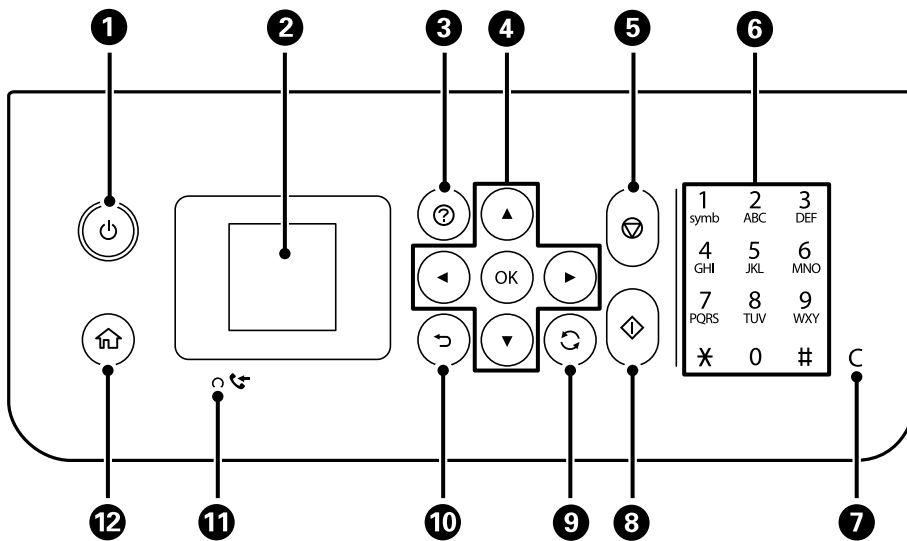 1 2 3 4 5 6
1 2 3
symb ABC DEF
OK
4 5 6
GHI JKL MNO
7 8 9
PQRS TUV WXY
* 0 # C
12 11 10 9 8 7